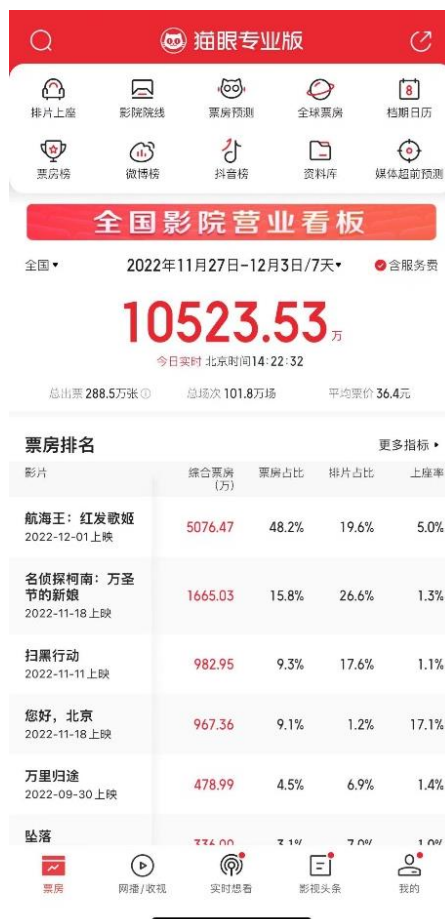 猫眼专业版
排片上座 影院院线 票房预测 全球票房 8 档期日历
票房榜 微博榜 抖音榜 资料库 媒体超前预测
全国影院营业看板
全国▾ 2022年11月27日-12月3日/7天▾ 含服务费
10523.53万
今日实时 北京时间14:22:32
总出票 288.5万张 总场次 101.8万场 平均票价 36.4元
票房排名 更多指标 ▸
影片 综合票房 票房占比 排片占比 上座率
(万)
航海王：红发歌姬 5076.47 48.2% 19.6% 5.0%
2022-12-01上映
名侦探柯南：万圣
节的新娘 1665.03 15.8% 26.6% 1.3%
2022-11-18上映
扫黑行动 982.95 9.3% 17.6% 1.1%
2022-11-11上映
您好，北京 967.36 9.1% 1.2% 17.1%
2022-11-18上映
万里归途 478.99 4.5% 6.9% 1.4%
2022-09-30上映
坠落 336.00 3.1% 7.0% 1.0%
票房 网播/收视 实时想看 影视头条 我的